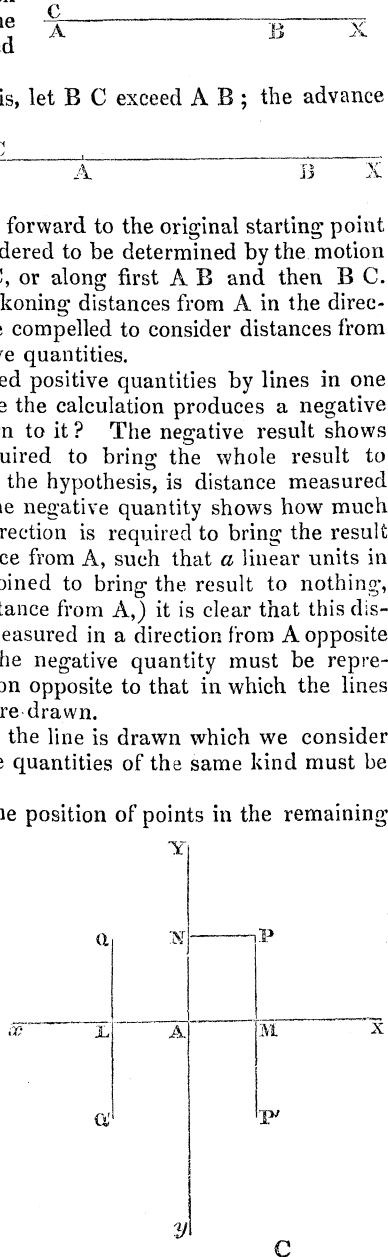 ne
C
A B X
d
is, let B C exceed A B ; the advance
C
A B X
forward to the original starting point
dered to be determined by the motion
C, or along first A B and then B C.
koning distances from A in the direc-
e compelled to consider distances from
ve quantities.
ed positive quantities by lines in one
e the calculation produces a negative
n to it? The negative result shows
uired to bring the whole result to
the hypothesis, is distance measured
he negative quantity shows how much
rection is required to bring the result
ce from A, such that a linear units in
oined to bring the result to nothing,
tance from A,) it is clear that this dis-
easured in a direction from A opposite
he negative quantity must be repre-
on opposite to that in which the lines
re drawn.
the line is drawn which we consider
e quantities of the same kind must be
he position of points in the remaining
Y
Q N P
x L A M X
Q' P'
y
C